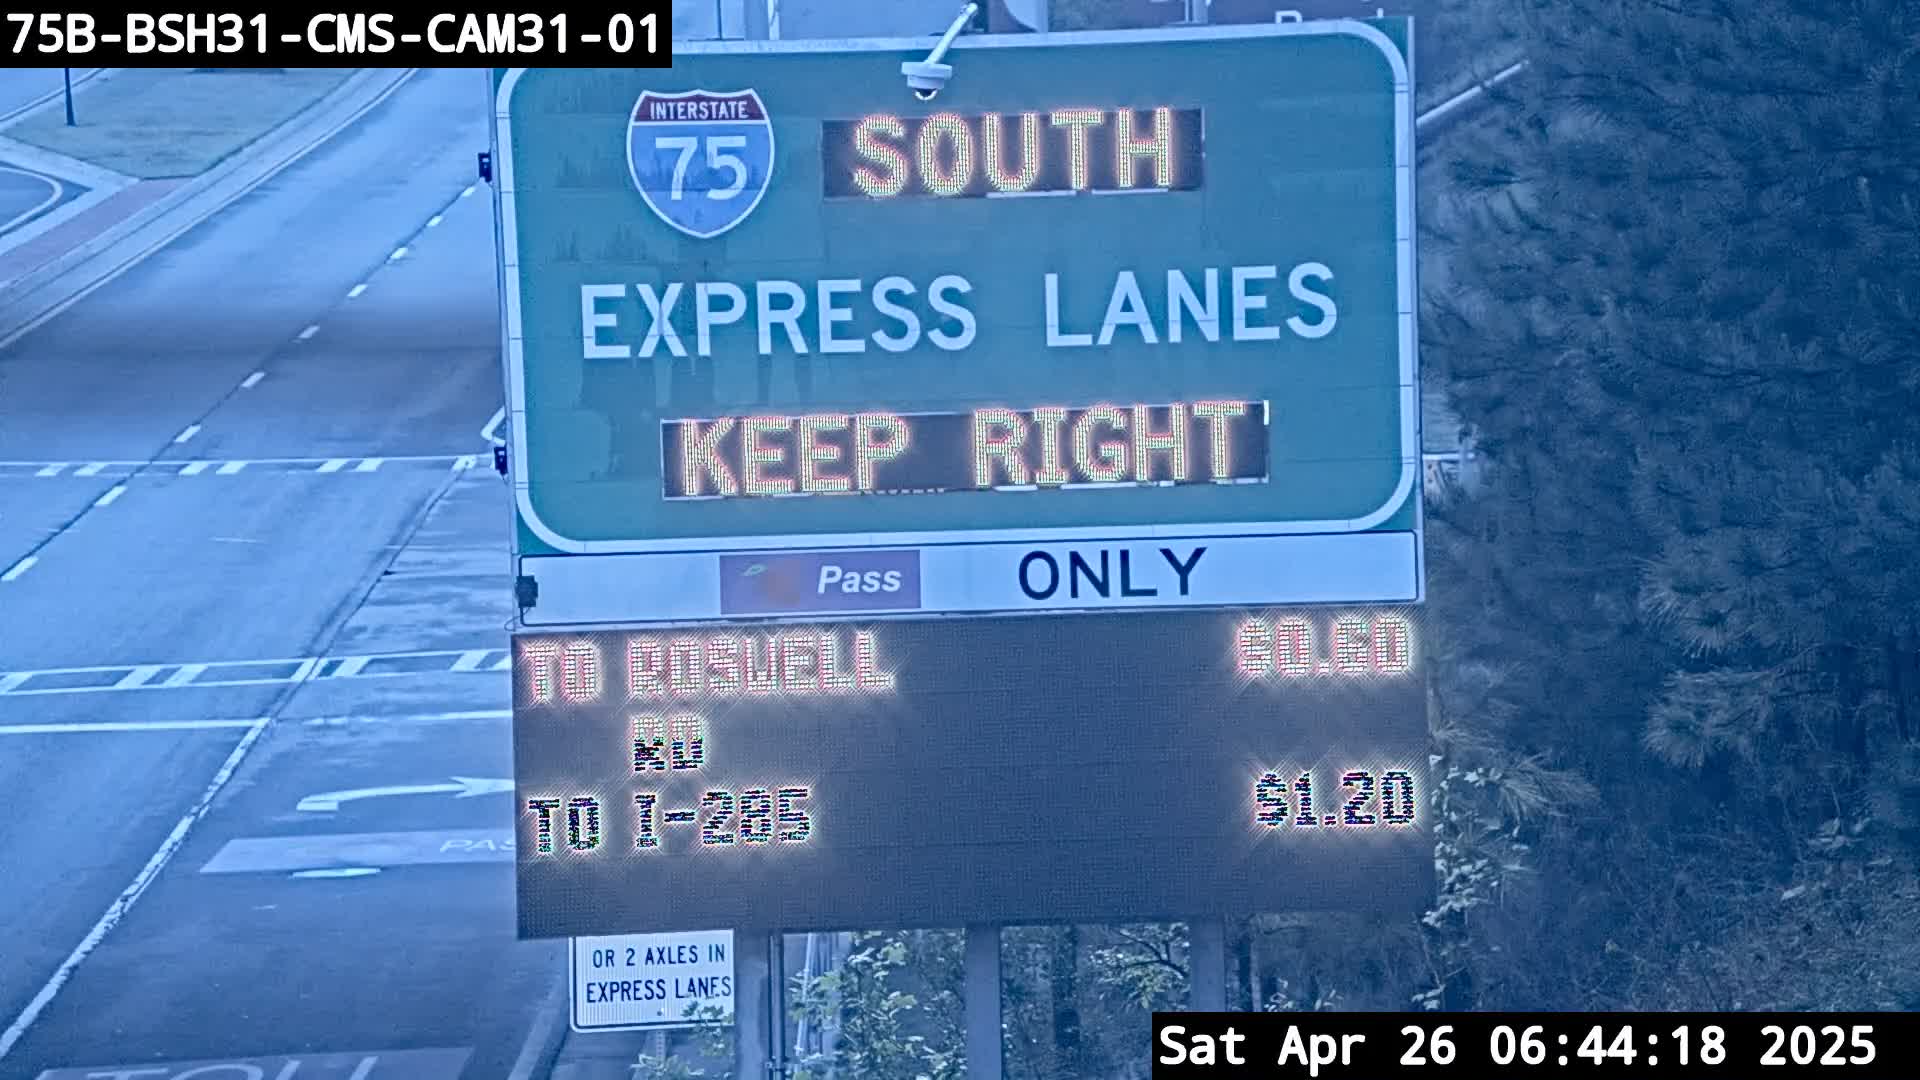 75B-BSH31-CMS-CAM31-01
INTERSTATE
75
SOUTH
EXPRESS LANES
KEEP RIGHT
Pass ONLY
TO ROSWELL $0.60
RD
TO I-285 $1.20
OR 2 AXLES IN
EXPRESS LANES
TOLL
Sat Apr 26 06:44:18 2025